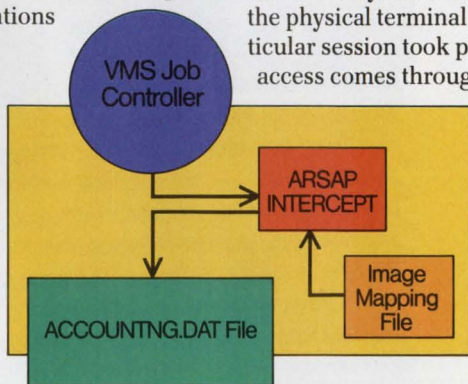 the physical terminal
ticular session took p
access comes throug
VMS Job
Controller
ARSAP
INTERCEPT
Image
Mapping
File
ACCOUNTNG.DAT File